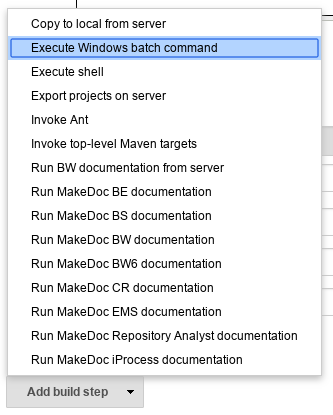 Copy to local from server
Execute Windows batch command
Execute shell
Export projects on server
Invoke Ant
Invoke top-level Maven targets
Run BW documentation from server
Run MakeDoc BE documentation
Run MakeDoc BS documentation
Run MakeDoc BW documentation
Run MakeDoc BW6 documentation
Run MakeDoc CR documentation
Run MakeDoc EMS documentation
Run MakeDoc Repository Analyst documentation
Run MakeDoc iProcess documentation
Add build step